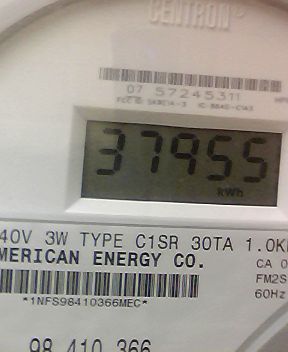 CENTRON
07 57245311
37955
KWh
40V 3W TYPE C1SR 30TA 1.0K
MERICAN ENERGY CO.
CA 0
FM2S
60Hz
*1NFS98410366MEC*
98 410 366